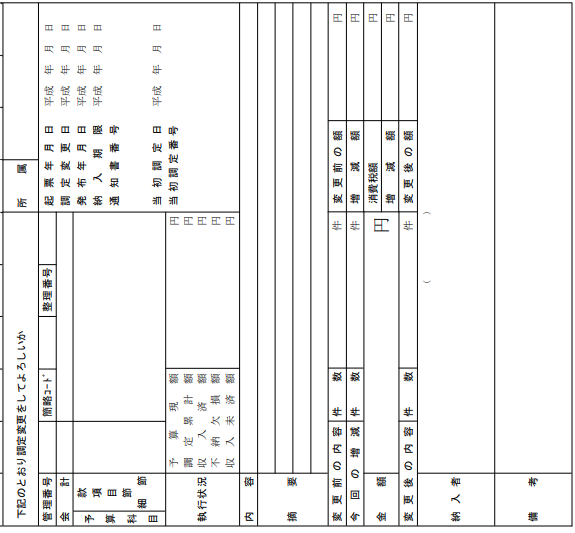 下記のとおり調定変更をしてよろしいか
所 属
管理番号 簡略ｺｰﾄﾞ 整理番号
起票年月日 平成 年 月 日
会計
調定変更日 平成 年 月 日
発布年月日 平成 年 月 日
納入期限 平成 年 月 日
通知書番号
予算科目
款項目節細節
当初調定日 平成 年 月 日
当初調定番号
執行状況
予算現額 円
調定累計額 円
収入済額 円
不納欠損額 円
収入未済額 円
内容
摘要
変更前の内容 件数 件 変更前の額 円
今回の増減 件数 件 増減額 円
金額 円 消費税額 増減額 円
変更後の内容 件数 件 変更後の額 円
納入者 ( )
備考